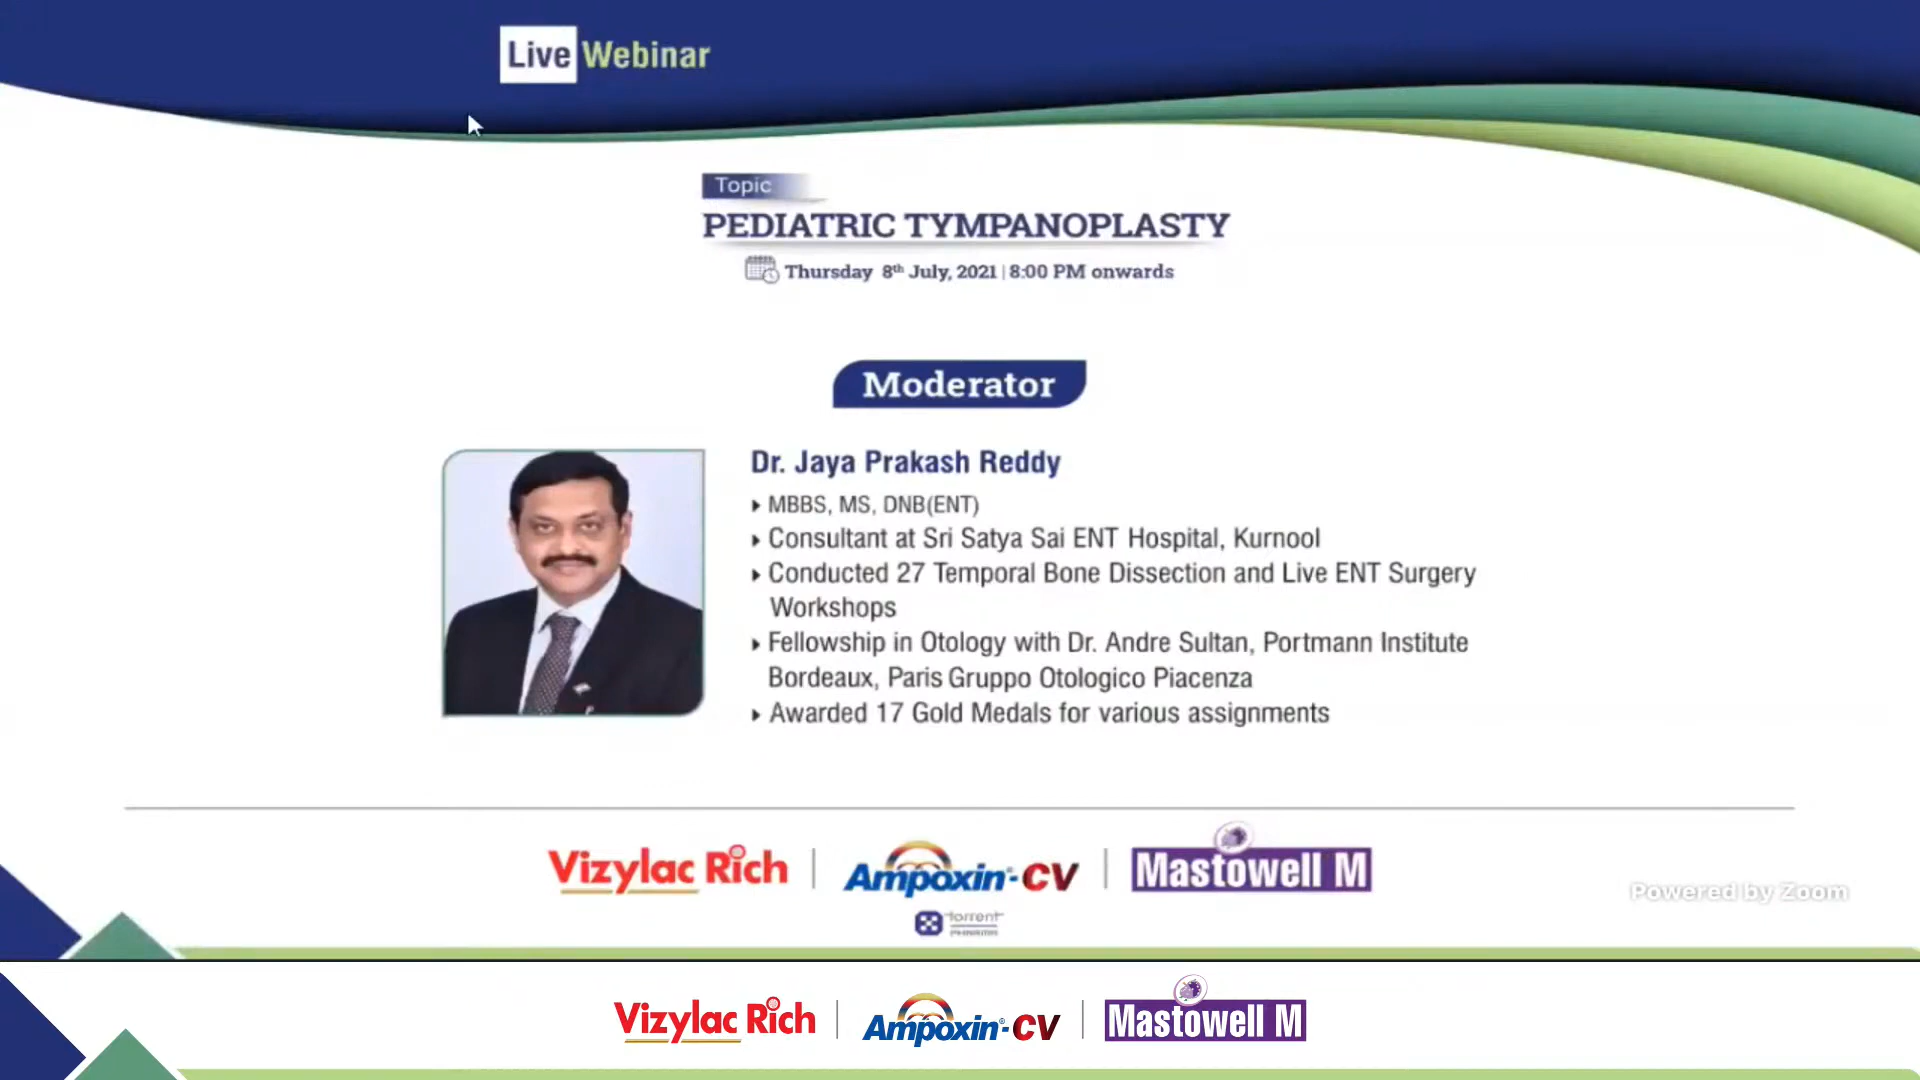 Live Webinar
Topic
PEDIATRIC TYMPANOPLASTY
Thursday 8th July, 2021 | 8:00 PM onwards
Moderator
Dr. Jaya Prakash Reddy
MBBS, MS, DNB(ENT)
Consultant at Sri Satya Sai ENT Hospital, Kurnool
Conducted 27 Temporal Bone Dissection and Live ENT Surgery
Workshops
Fellowship in Otology with Dr. Andre Sultan, Portmann Institute
Bordeaux, Paris Gruppo Otologico Piacenza
Awarded 17 Gold Medals for various assignments
Vizylac Rich | Ampoxin®-CV | Mastowell M
Powered by Zoom
torrent
PHARMA
Vizylac Rich | Ampoxin®-CV | Mastowell M